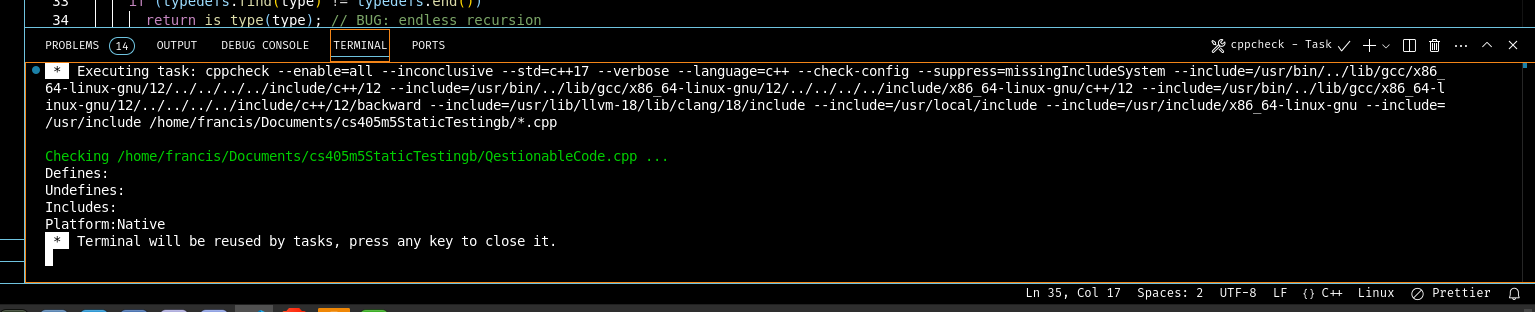 33 if (typedefs.find(type) != typedefs.end())
34 return is_type(type); // BUG: endless recursion
PROBLEMS 14 OUTPUT DEBUG CONSOLE TERMINAL PORTS cppcheck - Task
* Executing task: cppcheck --enable=all --inconclusive --std=c++17 --verbose --language=c++ --check-config --suppress=missingIncludeSystem --include=/usr/bin/../lib/gcc/x86_
64-linux-gnu/12/../../../../include/c++/12 --include=/usr/bin/../lib/gcc/x86_64-linux-gnu/12/../../../../include/x86_64-linux-gnu/c++/12 --include=/usr/bin/../lib/gcc/x86_64-l
inux-gnu/12/../../../../include/c++/12/backward --include=/usr/lib/llvm-18/lib/clang/18/include --include=/usr/local/include --include=/usr/include/x86_64-linux-gnu --include=
/usr/include /home/francis/Documents/cs405m5StaticTestingb/*.cpp
Checking /home/francis/Documents/cs405m5StaticTestingb/QestionableCode.cpp ...
Defines:
Undefines:
Includes:
Platform:Native
* Terminal will be reused by tasks, press any key to close it.
Ln 35, Col 17 Spaces: 2 UTF-8 LF {} C++ Linux Prettier